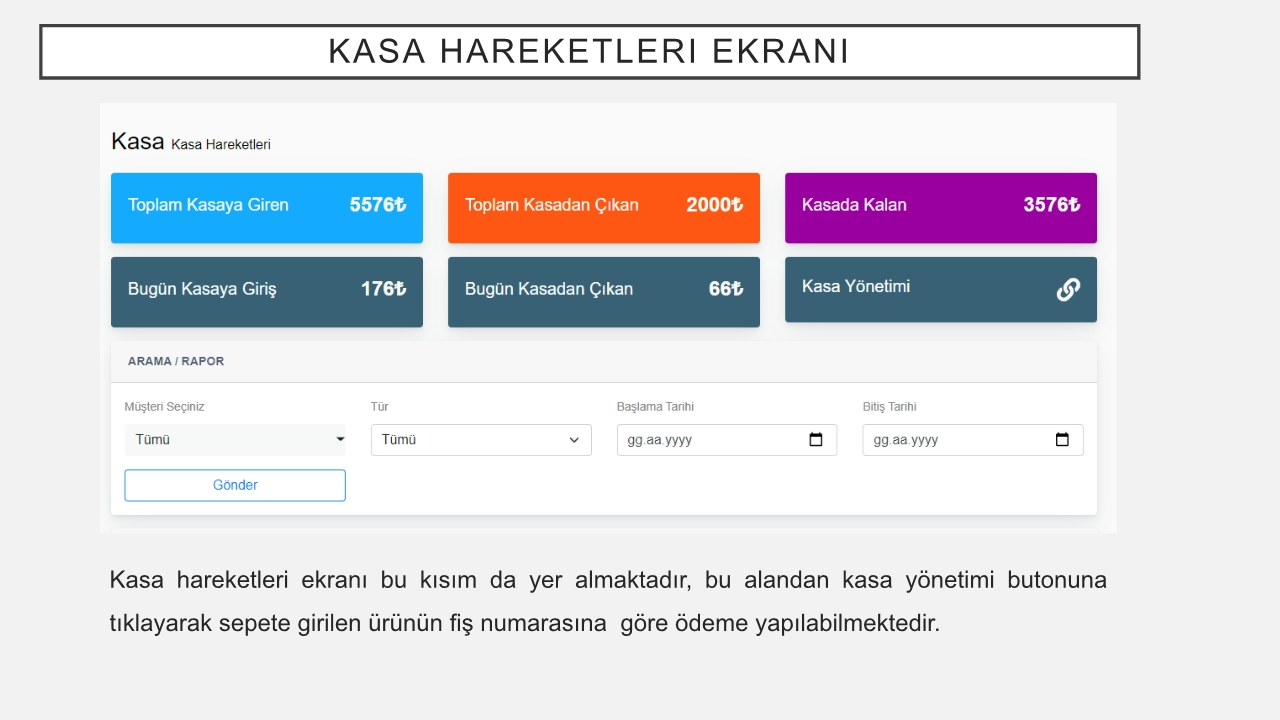 KASA HAREKETLERI EKRANI
Kasa Kasa Hareketleri
Toplam Kasaya Giren 5576₺
Toplam Kasadan Çıkan 2000₺
Kasada Kalan 3576₺
Bugün Kasaya Giriş 176₺
Bugün Kasadan Çıkan 66₺
Kasa Yönetimi
ARAMA / RAPOR
Müşteri Seçiniz
Tür
Başlama Tarihi
Bitiş Tarihi
Tümü
Tümü
gg.aa.yyyy
gg.aa.yyyy
Gönder
Kasa hareketleri ekranı bu kısım da yer almaktadır, bu alandan kasa yönetimi butonuna
tıklayarak sepete girilen ürünün fiş numarasına göre ödeme yapılabilmektedir.